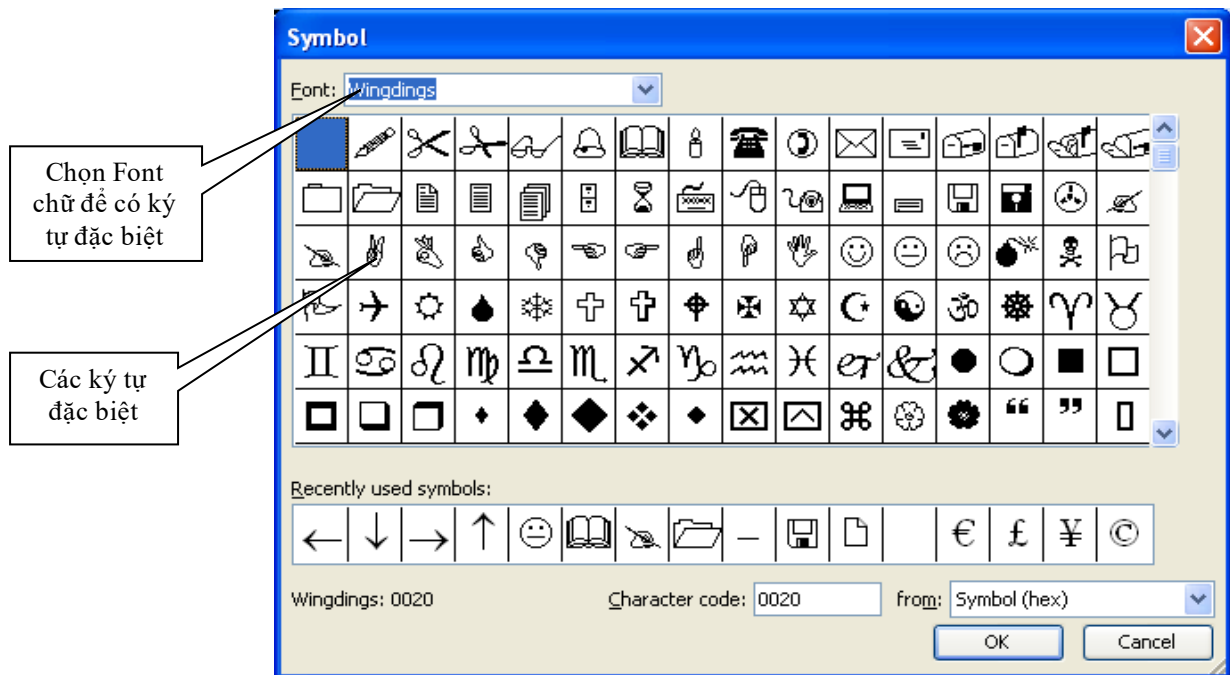 Symbol
Font: Wingdings
Chọn Font
chữ để có ký
tự đặc biệt
Các ký tự
đặc biệt
Recently used symbols:
← ↓ → ↑ – € £ ¥ ©
Wingdings: 0020 Character code: 0020 from: Symbol (hex)
OK Cancel